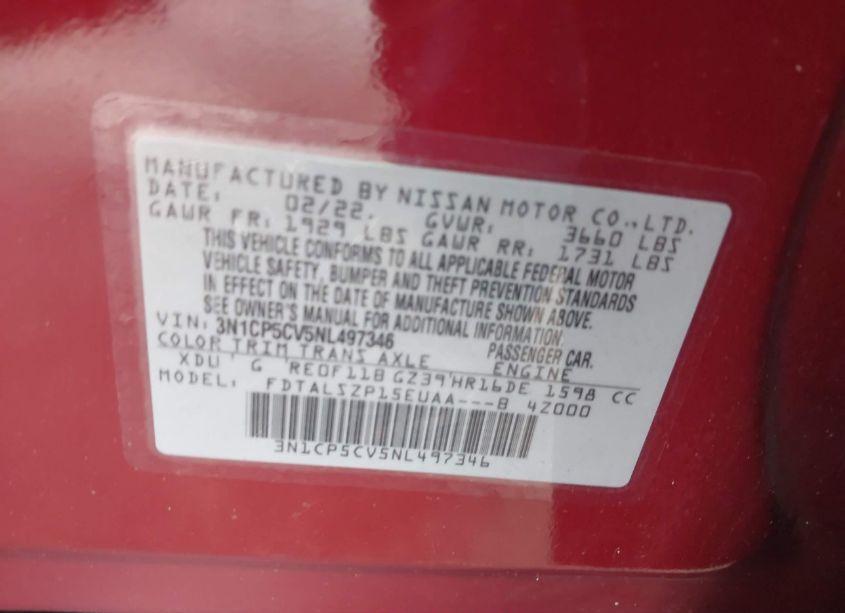 MANUFACTURED BY NISSAN MOTOR CO.,LTD.
DATE: 02/22. GVWR: 3660 LBS
GAWR FR: 1929 LBS GAWR RR: 1731 LBS
THIS VEHICLE CONFORMS TO ALL APPLICABLE FEDERAL MOTOR
VEHICLE SAFETY, BUMPER AND THEFT PREVENTION STANDARDS
IN EFFECT ON THE DATE OF MANUFACTURE SHOWN ABOVE.
SEE OWNER'S MANUAL FOR ADDITIONAL INFORMATION.
VIN: 3N1CP5CV5NL497346 PASSENGER CAR.
COLOR TRIM TRANS AXLE ENGINE
XDU' G RE0F11B GZ39'HR16DE 1598 CC
MODEL: FDTALSZP15EUAA---B 4Z000
3N1CP5CV5NL497346